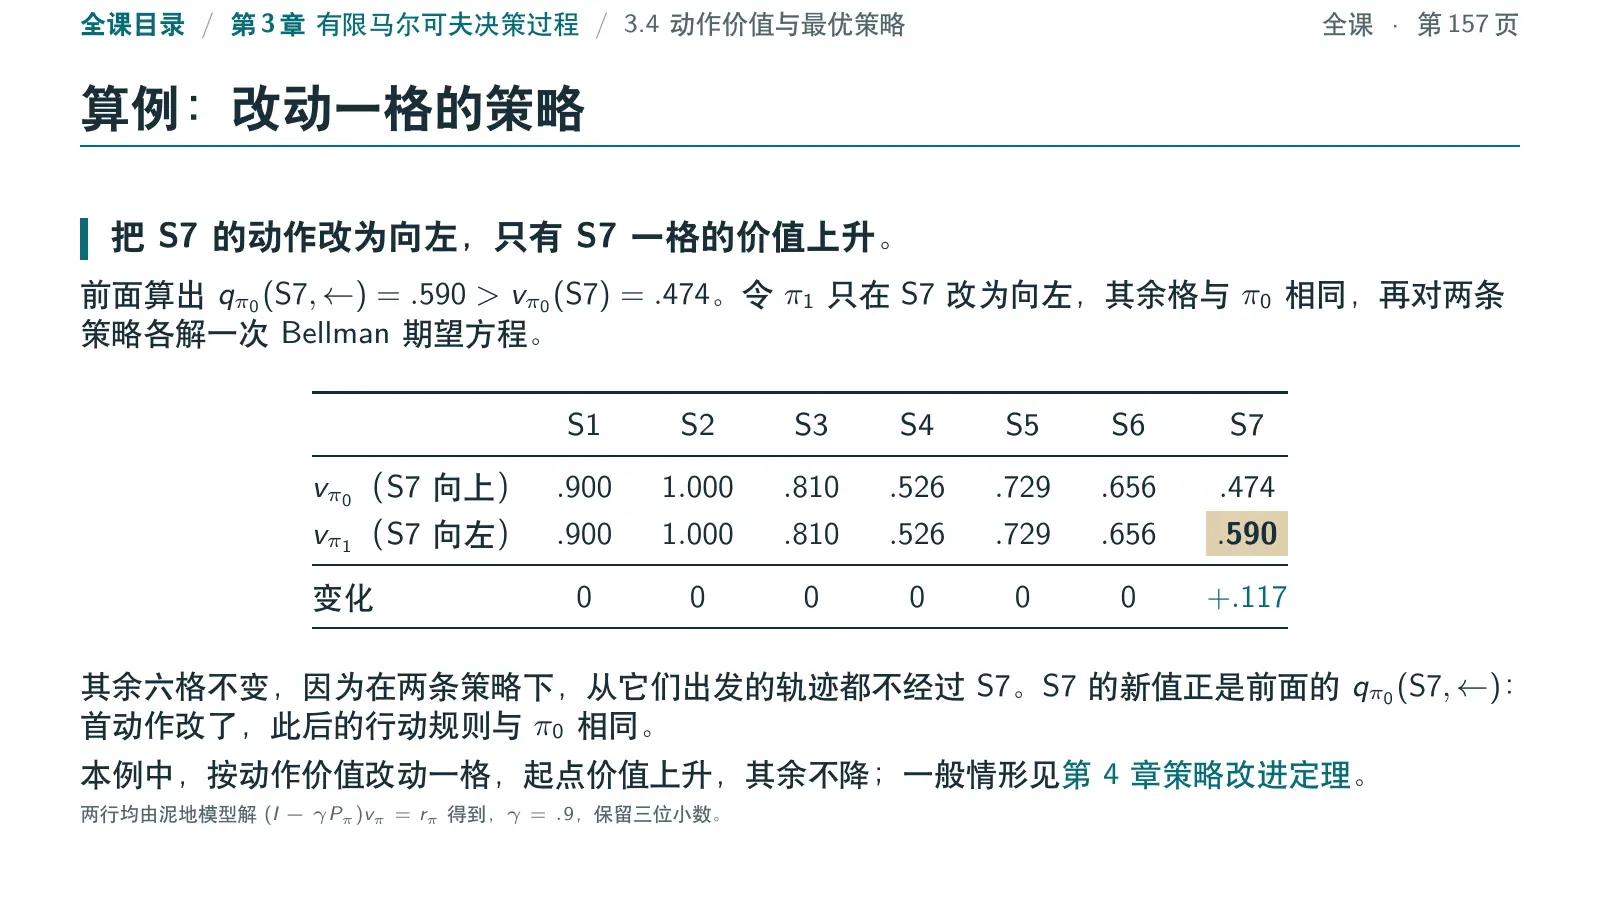 全课目录 / 第 3 章 有限马尔可夫决策过程 / 3.4 动作价值与最优策略 全课 · 第 157 页
算例：改动一格的策略
把 S7 的动作改为向左，只有 S7 一格的价值上升。
前面算出 qπ0(S7, ←) = .590 > vπ0(S7) = .474。令 π1 只在 S7 改为向左，其余格与 π0 相同，再对两条
策略各解一次 Bellman 期望方程。
S1 S2 S3 S4 S5 S6 S7
vπ0（S7 向上） .900 1.000 .810 .526 .729 .656 .474
vπ1（S7 向左） .900 1.000 .810 .526 .729 .656 .590
变化 0 0 0 0 0 0 +.117
其余六格不变，因为在两条策略下，从它们出发的轨迹都不经过 S7。S7 的新值正是前面的 qπ0(S7, ←)：
首动作改了，此后的行动规则与 π0 相同。
本例中，按动作价值改动一格，起点价值上升，其余不降；一般情形见第 4 章策略改进定理。
两行均由泥地模型解 (I − γPπ)vπ = rπ 得到，γ = .9，保留三位小数。